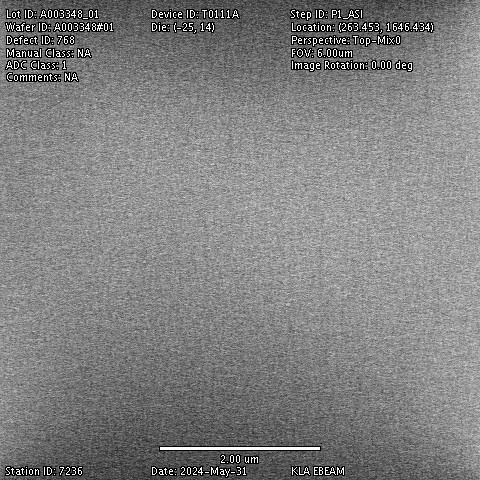 Lot ID: A003348_01
Wafer ID: A003348#01
Defect ID: 768
Manual Class: NA
ADC Class: 1
Comments: NA
Device ID: T0111A
Die: (-25, 14)
Step ID: P1_ASI
Location: (263.453, 1646.434)
Perspective: Top-Mix0
FOV: 6.00um
Image Rotation: 0.00 deg
2.00 um
Station ID: 7236
Date: 2024-May-31
KLA EBEAM